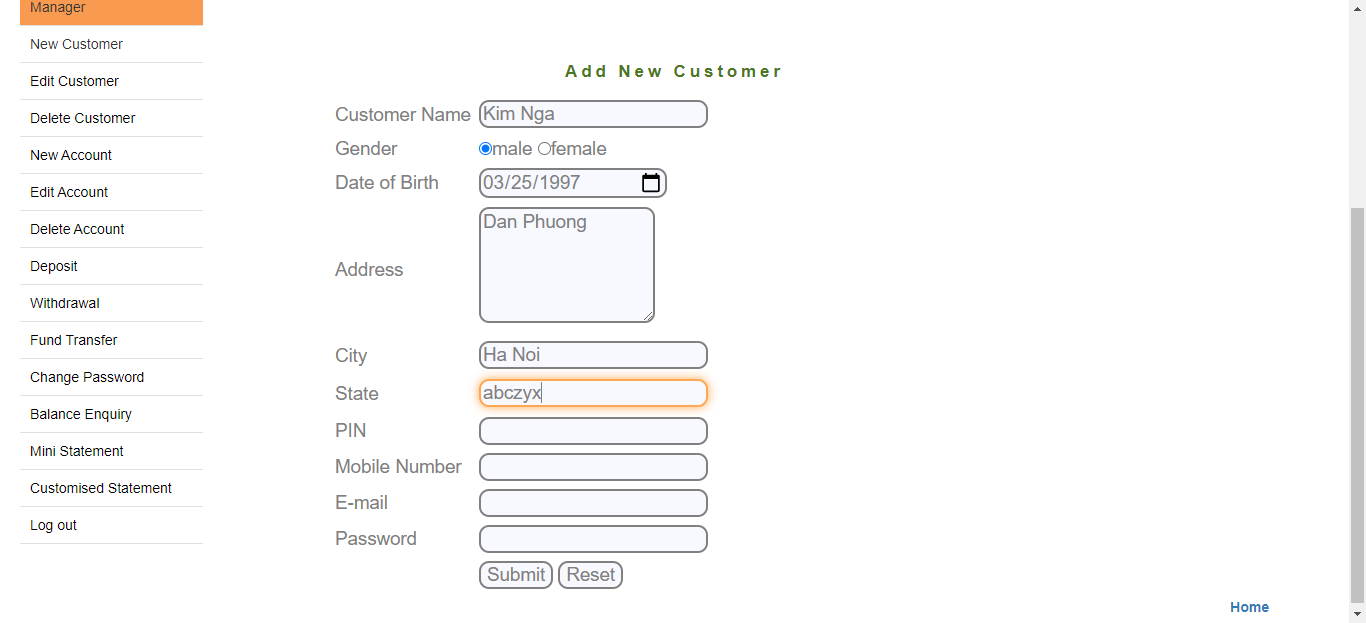 Manager
New Customer
Edit Customer
Delete Customer
New Account
Edit Account
Delete Account
Deposit
Withdrawal
Fund Transfer
Change Password
Balance Enquiry
Mini Statement
Customised Statement
Log out
Add New Customer
Customer Name Kim Nga
Gender male female
Date of Birth 03/25/1997
Address Dan Phuong
City Ha Noi
State abczyx
PIN
Mobile Number
E-mail
Password
Submit Reset
Home